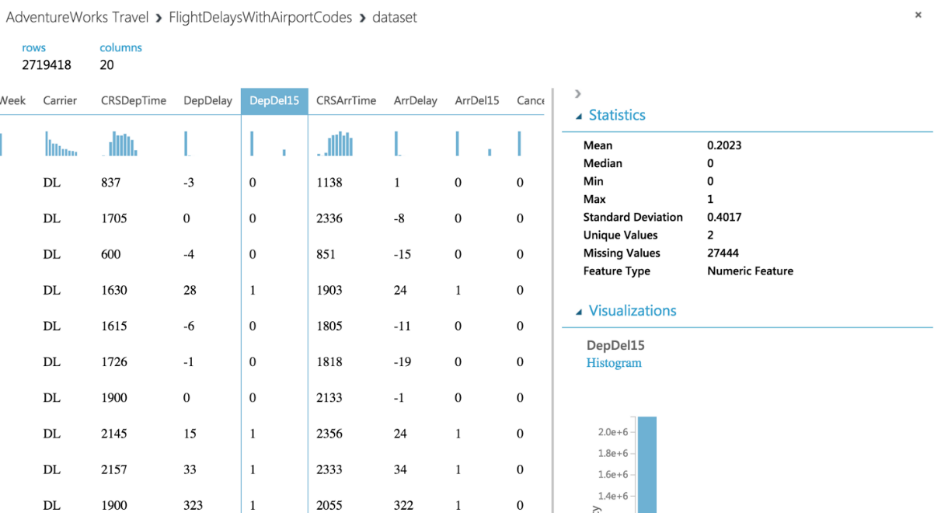 AdventureWorks Travel › FlightDelaysWithAirportCodes › dataset
rows columns
2719418 20
Week Carrier CRSDepTime DepDelay DepDel15 CRSArrTime ArrDelay ArrDel15 Cance
DL 837 -3 0 1138 1 0 0
DL 1705 0 0 2336 -8 0 0
DL 600 -4 0 851 -15 0 0
DL 1630 28 1 1903 24 1 0
DL 1615 -6 0 1805 -11 0 0
DL 1726 -1 0 1818 -19 0 0
DL 1900 0 0 2133 -1 0 0
DL 2145 15 1 2356 24 1 0
DL 2157 33 1 2333 34 1 0
DL 1900 323 1 2055 322 1 0
Statistics
Mean 0.2023
Median 0
Min 0
Max 1
Standard Deviation 0.4017
Unique Values 2
Missing Values 27444
Feature Type Numeric Feature
Visualizations
DepDel15
Histogram
2.0e+6
1.8e+6
1.6e+6
1.4e+6